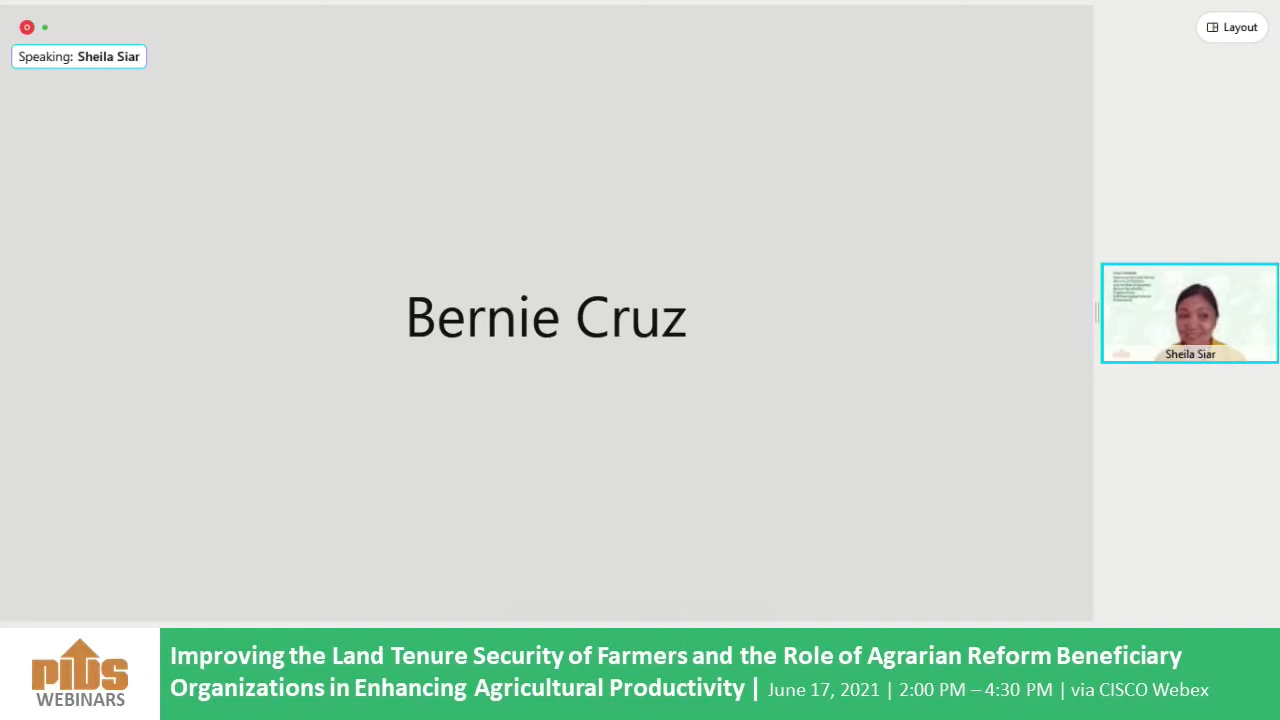 Speaking: Sheila Siar
Layout
Bernie Cruz
Sheila Siar
PIDS
WEBINARS
Improving the Land Tenure Security of Farmers and the Role of Agrarian Reform Beneficiary
Organizations in Enhancing Agricultural Productivity | June 17, 2021 | 2:00 PM – 4:30 PM | via CISCO Webex